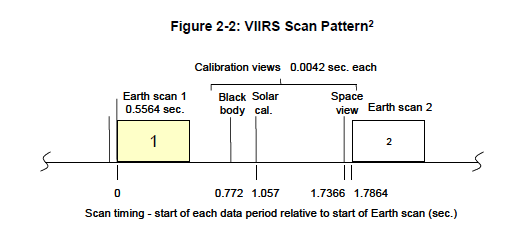 Figure 2-2: VIIRS Scan Pattern²
Calibration views 0.0042 sec. each
Earth scan 1
0.5564 sec.
Black body
Solar cal.
Space view
Earth scan 2
1
2
0 0.772 1.057 1.7366 1.7864
Scan timing - start of each data period relative to start of Earth scan (sec.)